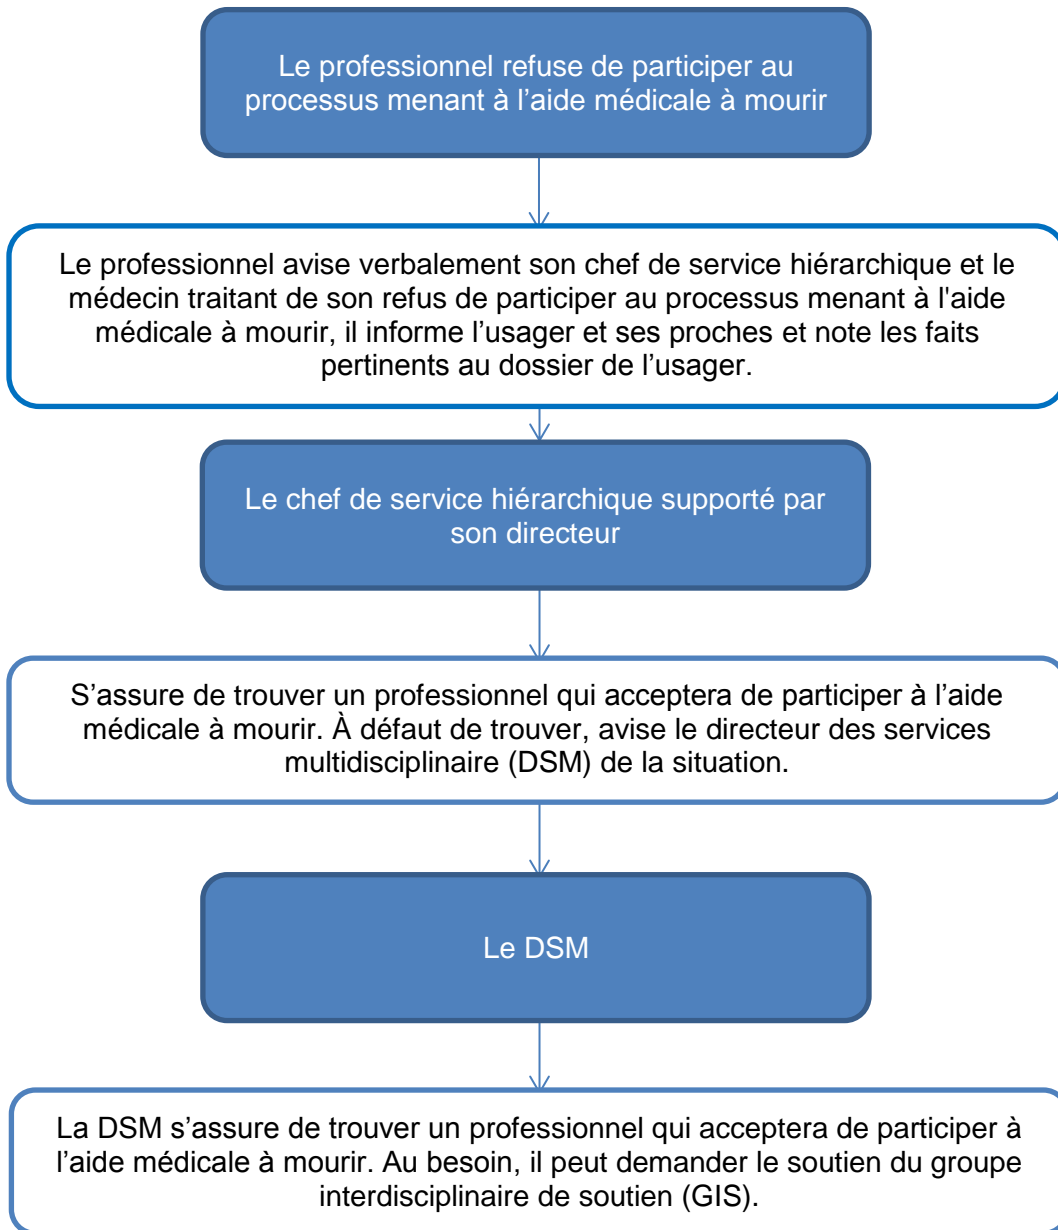 Le professionnel refuse de participer au
processus menant à l’aide médicale à mourir
Le professionnel avise verbalement son chef de service hiérarchique et le
médecin traitant de son refus de participer au processus menant à l'aide
médicale à mourir, il informe l’usager et ses proches et note les faits
pertinents au dossier de l’usager.
Le chef de service hiérarchique supporté par
son directeur
S’assure de trouver un professionnel qui acceptera de participer à l’aide
médicale à mourir. À défaut de trouver, avise le directeur des services
multidisciplinaire (DSM) de la situation.
Le DSM
La DSM s’assure de trouver un professionnel qui acceptera de participer à
l’aide médicale à mourir. Au besoin, il peut demander le soutien du groupe
interdisciplinaire de soutien (GIS).